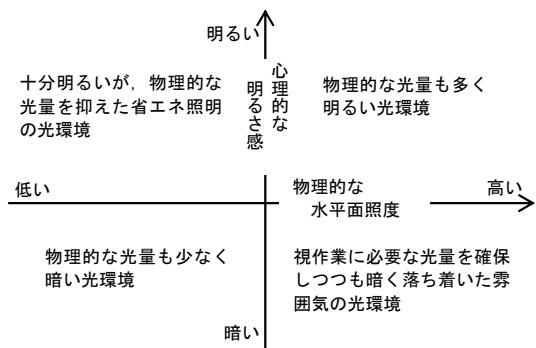 明るい
心理的な
明るさ感
十分明るいが，物理的な
光量を抑えた省エネ照明
の光環境
物理的な光量も多く
明るい光環境
低い
物理的な
水平面照度
高い
物理的な光量も少なく
暗い光環境
視作業に必要な光量を確保
しつつも暗く落ち着いた雰
囲気の光環境
暗い